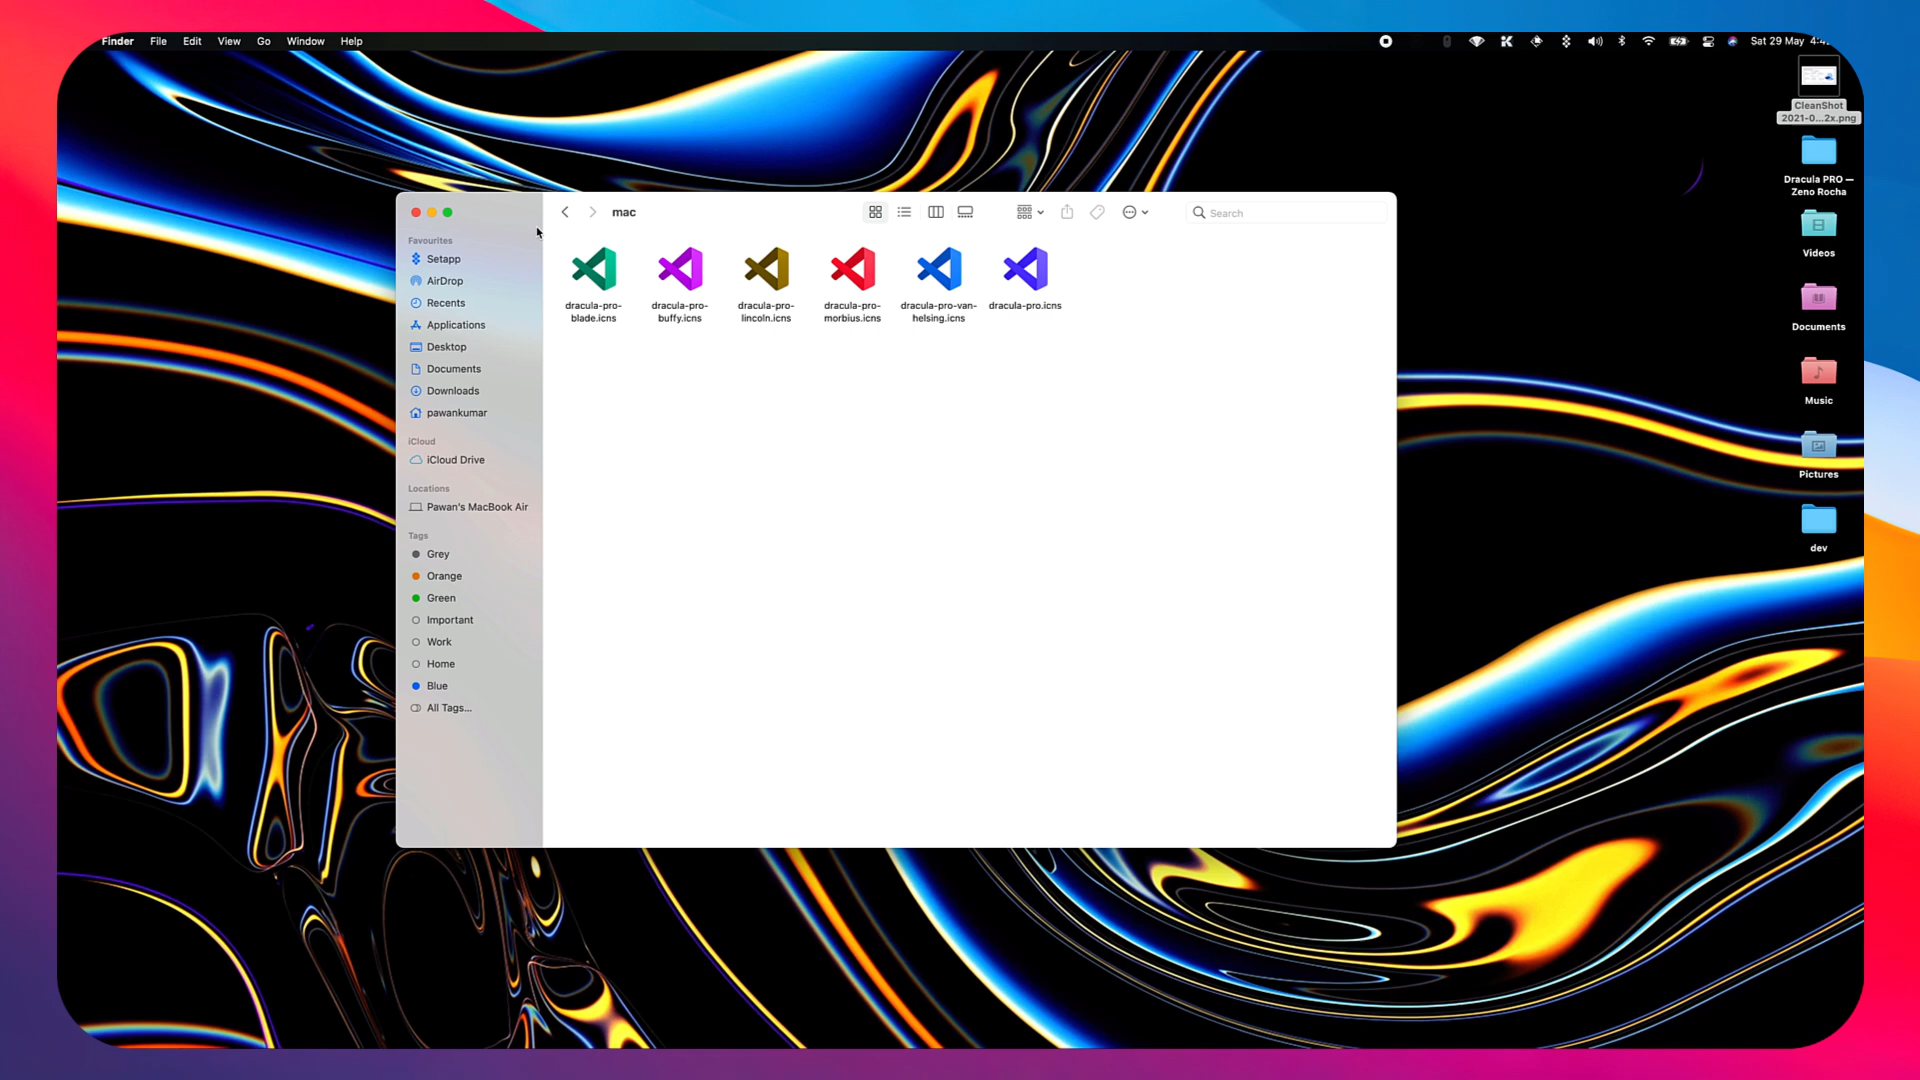 Finder File Edit View Go Window Help
Sat 29 May
CleanShot
2021-0...2x.png
Dracula PRO —
Zeno Rocha
Videos
Documents
Music
Pictures
dev
mac
Search
Favourites
Setapp
AirDrop
Recents
Applications
Desktop
Documents
Downloads
pawankumar
iCloud
iCloud Drive
Locations
Pawan's MacBook Air
Tags
Grey
Orange
Green
Important
Work
Home
Blue
All Tags...
dracula-pro-
blade.icns
dracula-pro-
buffy.icns
dracula-pro-
lincoln.icns
dracula-pro-
morbius.icns
dracula-pro-van-
helsing.icns
dracula-pro.icns